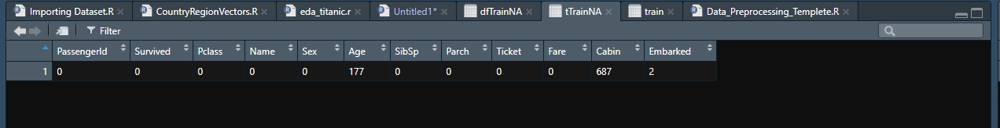 Importing Dataset.R CountryRegionVectors.R eda_titanic.r Untitled1* dfTrainNA tTrainNA train Data_Preprocessing_Templete.R
Filter
PassengerId Survived Pclass Name Sex Age SibSp Parch Ticket Fare Cabin Embarked
1 0 0 0 0 0 177 0 0 0 0 687 2